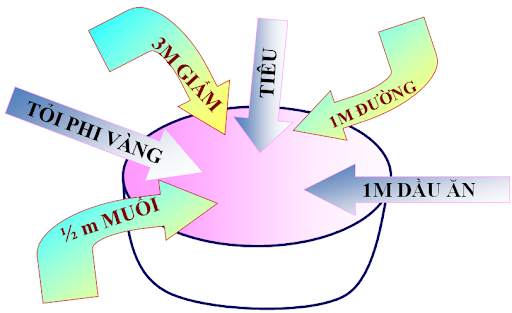 3M GIẤM
TIÊU
1M ĐƯỜNG
TỎI PHI VÀNG
1M DẦU ĂN
½ m MUỐI